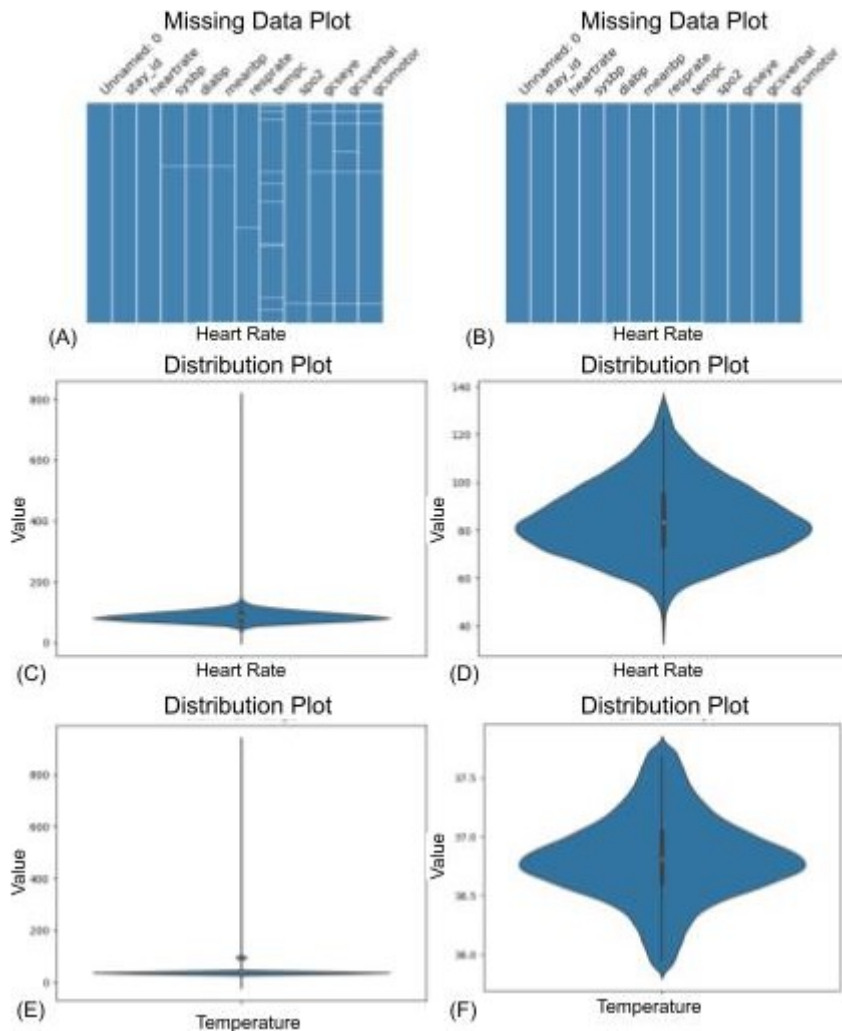 Missing Data Plot
Unnamed: 0
stay_id
heartrate
sysbp
diabp
meanbp
resprate
tempc
spo2
gcseye
gcsverbal
gcsmotor
(A)
Missing Data Plot
Unnamed: 0
stay_id
heartrate
sysbp
diabp
meanbp
resprate
tempc
spo2
gcseye
gcsverbal
gcsmotor
(B)
Heart Rate
Distribution Plot
800
600
400
200
0
Value
(C)
Heart Rate
Heart Rate
Distribution Plot
140
120
100
80
60
40
Value
(D)
Heart Rate
Distribution Plot
800
600
400
200
0
Value
(E)
Temperature
Distribution Plot
37.5
37.0
36.5
36.0
Value
(F)
Temperature